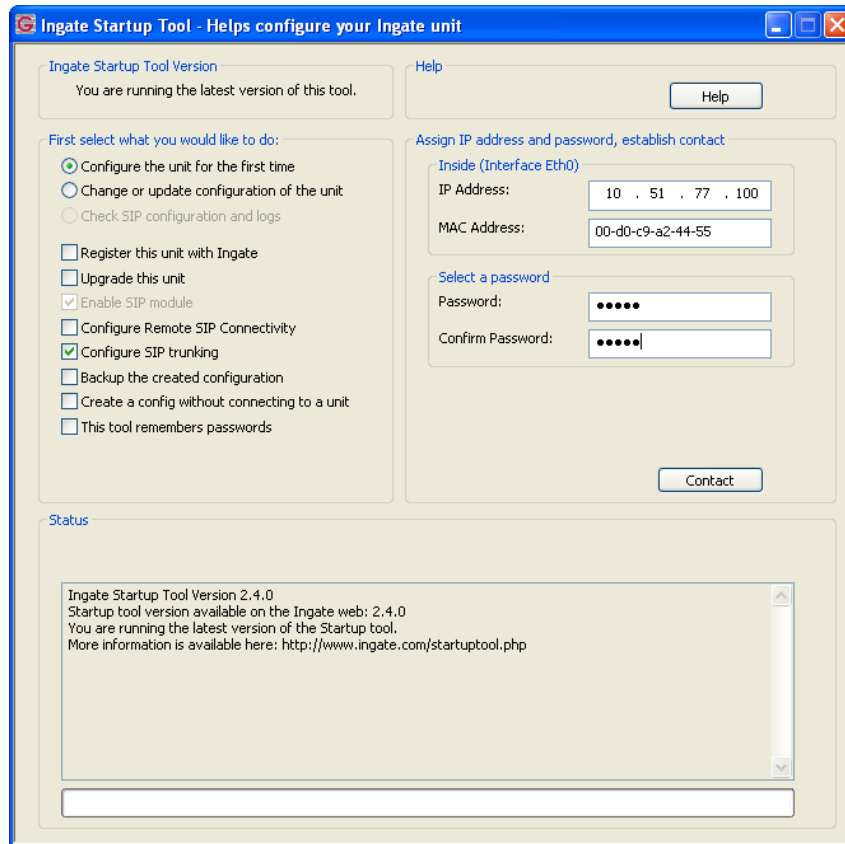 Ingate Startup Tool - Helps configure your Ingate unit
Ingate Startup Tool Version
You are running the latest version of this tool.
Help
Help
First select what you would like to do:
Configure the unit for the first time
Change or update configuration of the unit
Check SIP configuration and logs
Register this unit with Ingate
Upgrade this unit
Enable SIP module
Configure Remote SIP Connectivity
Configure SIP trunking
Backup the created configuration
Create a config without connecting to a unit
This tool remembers passwords
Assign IP address and password, establish contact
Inside (Interface Eth0)
IP Address: 10 . 51 . 77 . 100
MAC Address: 00-d0-c9-a2-44-55
Select a password
Password: •••••
Confirm Password: •••••
Contact
Status
Ingate Startup Tool Version 2.4.0
Startup tool version available on the Ingate web: 2.4.0
You are running the latest version of the Startup tool.
More information is available here: http://www.ingate.com/startuptool.php